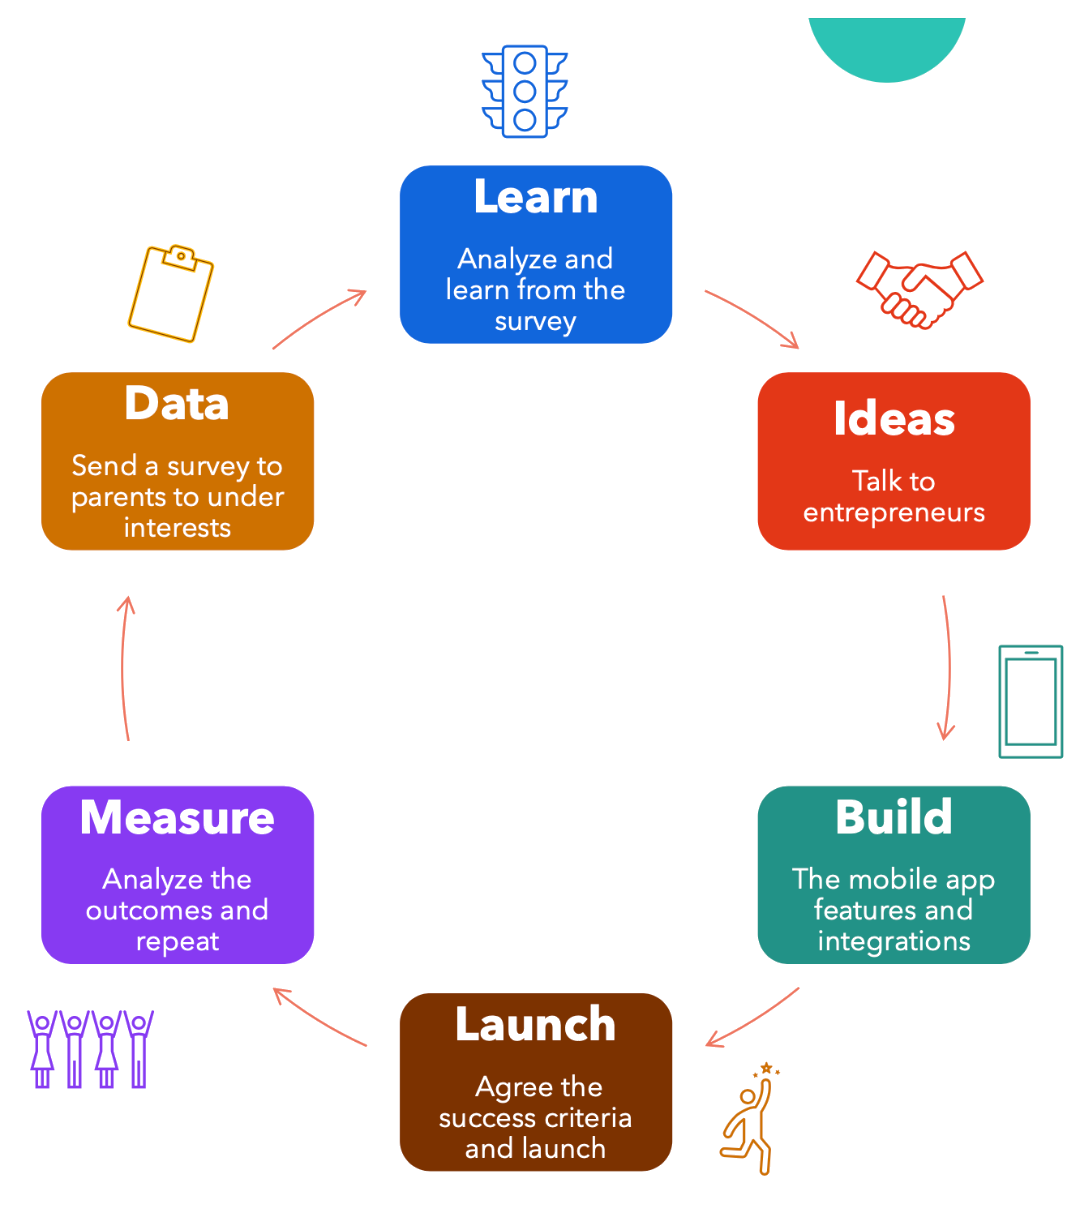 Learn
Analyze and
learn from the
survey
Ideas
Talk to
entrepreneurs
Build
The mobile app
features and
integrations
Launch
Agree the
success criteria
and launch
Measure
Analyze the
outcomes and
repeat
Data
Send a survey to
parents to under
interests